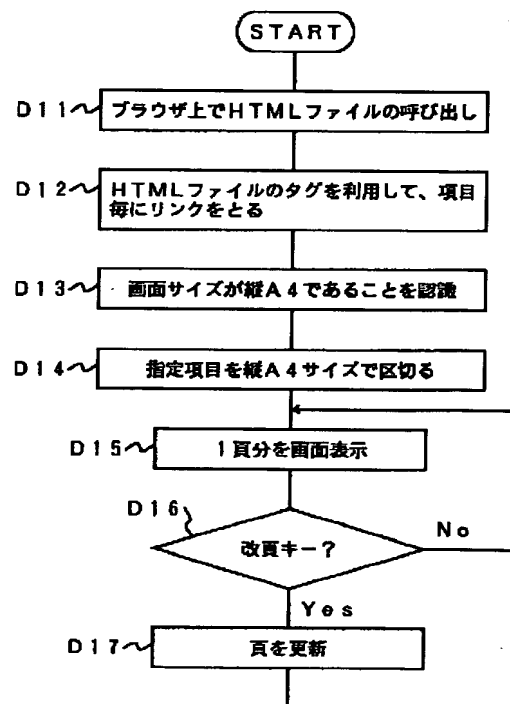 START
D11 ブラウザ上でHTMLファイルの呼び出し
D12 HTMLファイルのタグを利用して、項目
毎にリンクをとる
D13 画面サイズが縦A4であることを認識
D14 指定項目を縦A4サイズで区切る
D15 1頁分を画面表示
D16
改頁キー?
No
Yes
D17 頁を更新